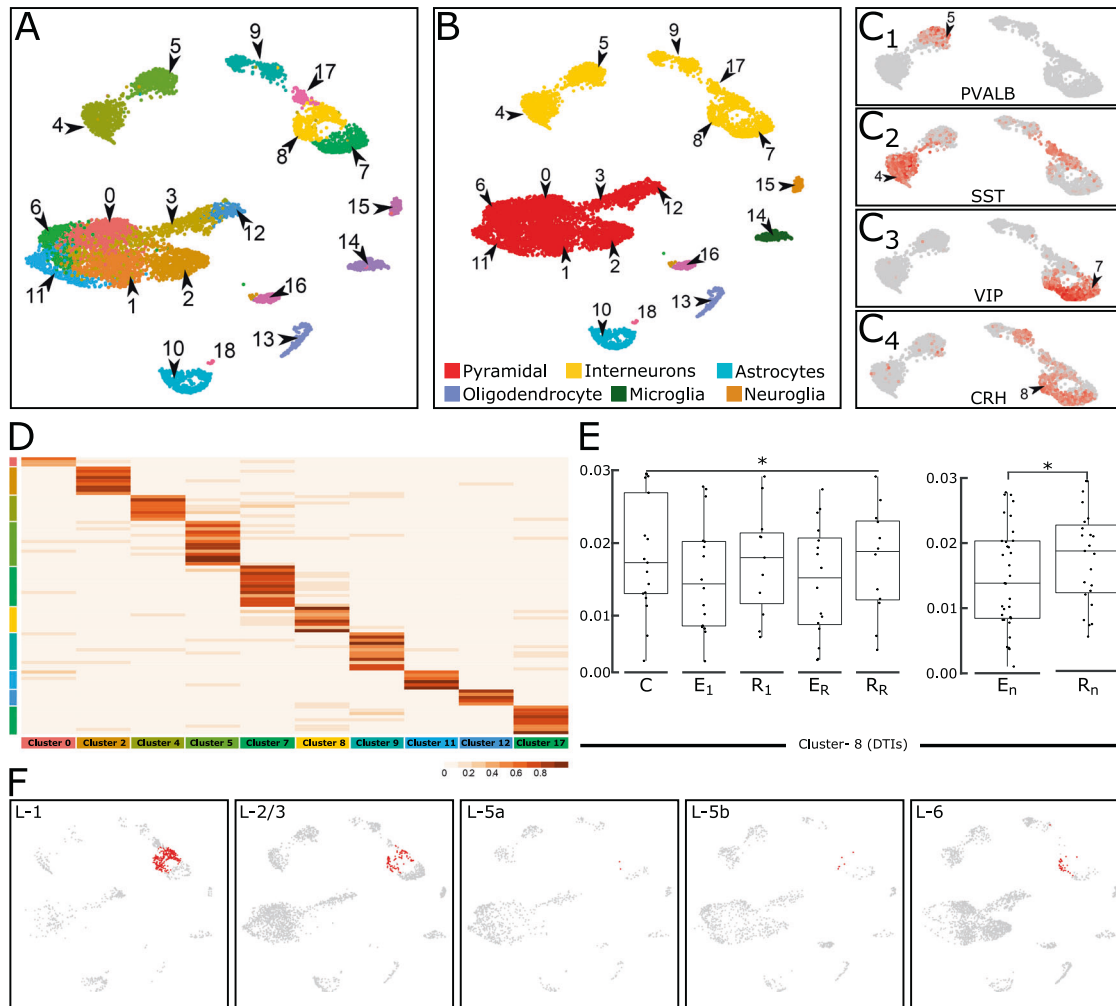 A
9
5
17
4
8
7
0
3
6
15
12
14
11
2
16
1
13
10
18
B
9
5
17
4
8
7
0
3
6
15
12
14
11
2
16
1
13
10
18
Pyramidal Interneurons Astrocytes
Oligodendrocyte Microglia Neuroglia
C1
5
PVALB
C2
4
SST
C3
7
VIP
C4
8
CRH
D
Cluster 0 Cluster 2 Cluster 4 Cluster 5 Cluster 7 Cluster 8 Cluster 9 Cluster 11 Cluster 12 Cluster 17
0 0.2 0.4 0.6 0.8
E
*
0.03
0.02
0.01
0.00
C E1 R1 ER RR
*
0.03
0.02
0.01
0.00
En Rn
Cluster- 8 (DTIs)
F
L-1
L-2/3
L-5a
L-5b
L-6